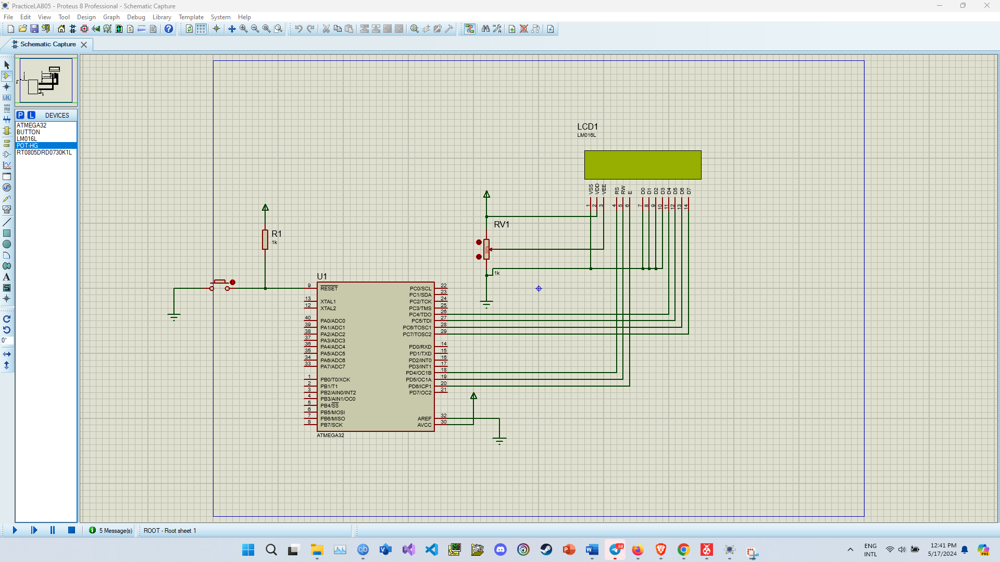 PracticeLAB05 - Proteus 8 Professional - Schematic Capture
File Edit View Tool Design Graph Debug Library Template System Help
Schematic Capture
P L DEVICES
ATMEGA32
BUTTON
LM016L
POT-HG
RT0805DRD0730K1L
LBL
A
S
0°
LCD1
LM016L
VSS VDD VEE RS RW E D0 D1 D2 D3 D4 D5 D6 D7
1 2 3 4 5 6 7 8 9 10 11 12 13 14
RV1
50%
1k
R1
1k
U1
9 RESET PC0/SCL 22
PC1/SDA 23
13 XTAL1 PC2/TCK 24
12 XTAL2 PC3/TMS 25
PC4/TDO 26
40 PA0/ADC0 PC5/TDI 27
39 PA1/ADC1 PC6/TOSC1 28
38 PA2/ADC2 PC7/TOSC2 29
37 PA3/ADC3
36 PA4/ADC4 PD0/RXD 14
35 PA5/ADC5 PD1/TXD 15
34 PA6/ADC6 PD2/INT0 16
33 PA7/ADC7 PD3/INT1 17
PD4/OC1B 18
1 PB0/T0/XCK PD5/OC1A 19
2 PB1/T1 PD6/ICP1 20
3 PB2/AIN0/INT2 PD7/OC2 21
4 PB3/AIN1/OC0
5 PB4/SS
6 PB5/MOSI
7 PB6/MISO AREF 32
8 PB7/SCK AVCC 30
ATMEGA32
5 Message(s) ROOT - Root sheet 1
98
ENG
INTL
12:41 PM
5/17/2024
PRE